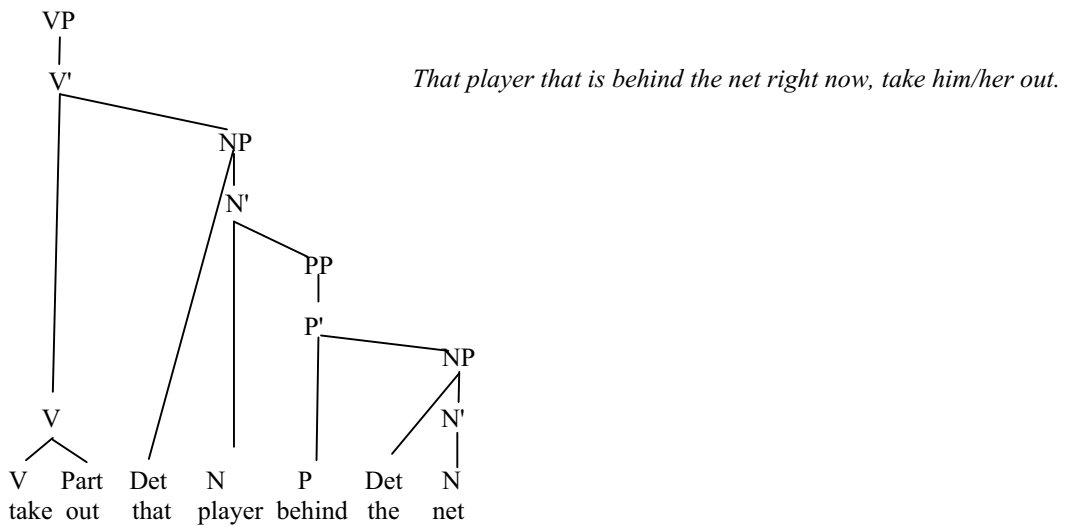 VP
V'
That player that is behind the net right now, take him/her out.
NP
N'
PP
P'
NP
V
N'
V Part Det N P Det N
take out that player behind the net